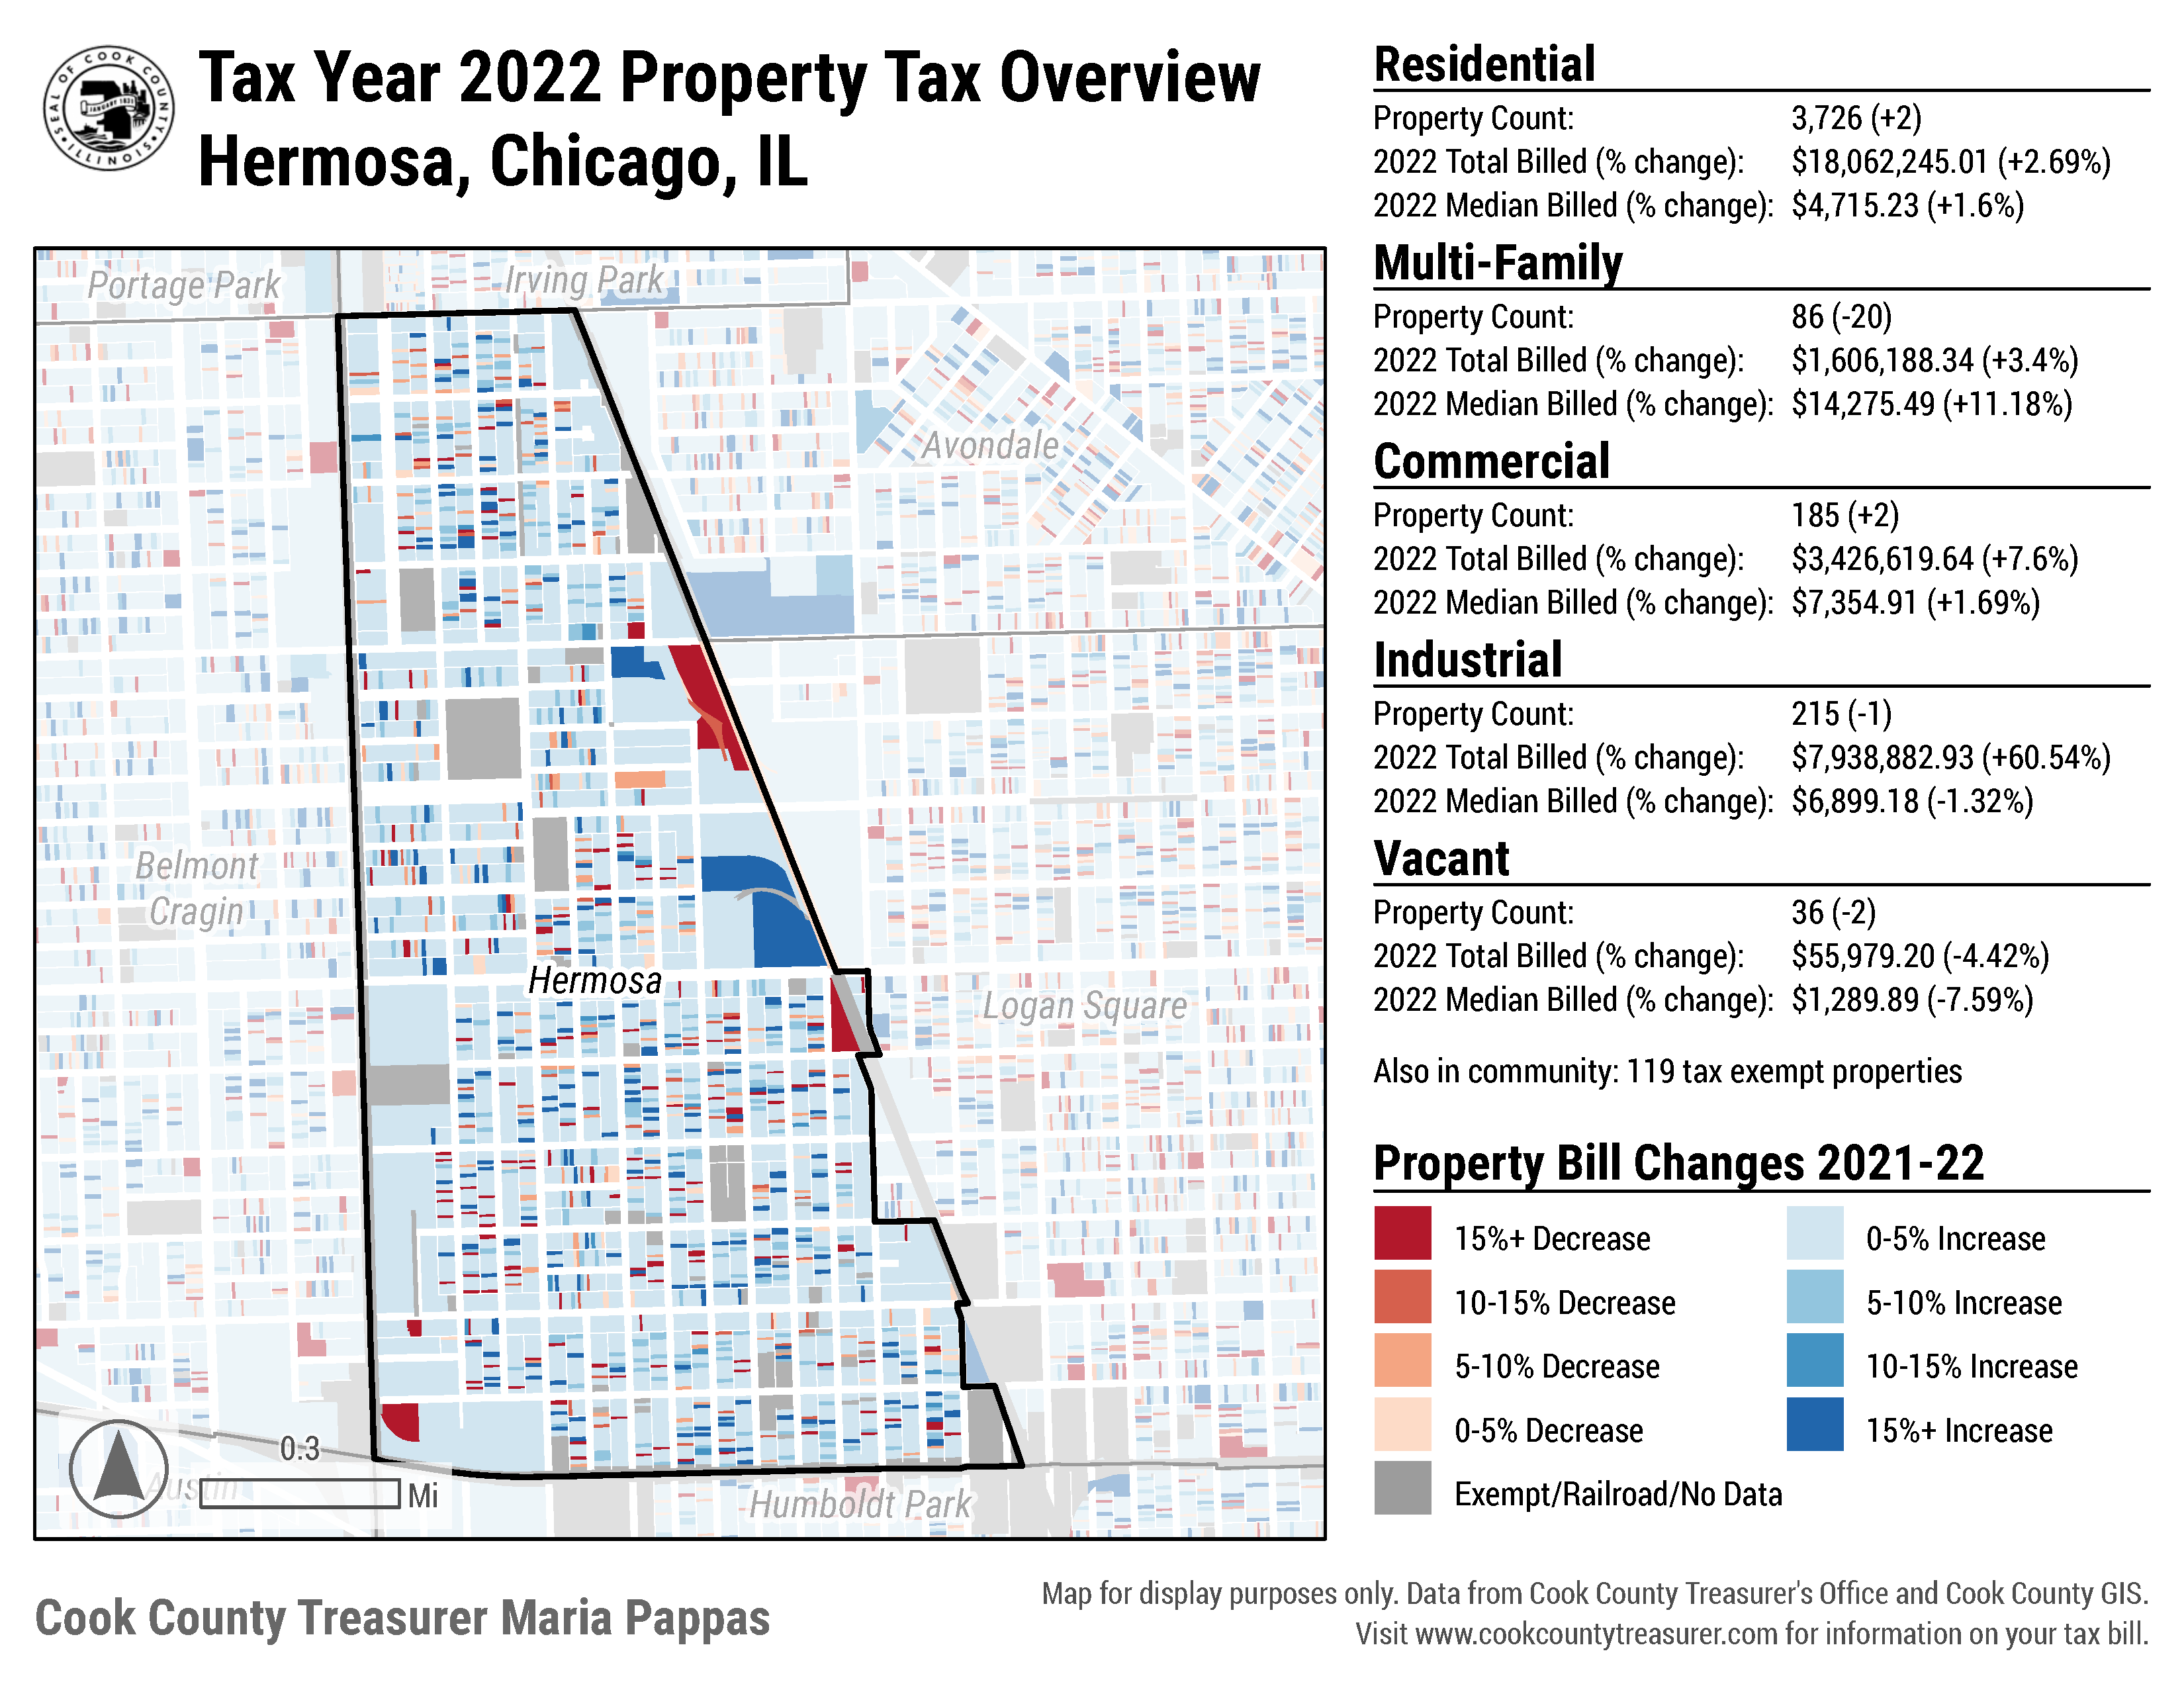 SEAL OF COOK COUNTY
ILLINOIS
JANUARY 1831
Tax Year 2022 Property Tax Overview
Hermosa, Chicago, IL
Portage Park
Irving Park
Avondale
Belmont
Cragin
Hermosa
Logan Square
Austin
Humboldt Park
0.3
Mi
Residential
Property Count: 3,726 (+2)
2022 Total Billed (% change): $18,062,245.01 (+2.69%)
2022 Median Billed (% change): $4,715.23 (+1.6%)
Multi-Family
Property Count: 86 (-20)
2022 Total Billed (% change): $1,606,188.34 (+3.4%)
2022 Median Billed (% change): $14,275.49 (+11.18%)
Commercial
Property Count: 185 (+2)
2022 Total Billed (% change): $3,426,619.64 (+7.6%)
2022 Median Billed (% change): $7,354.91 (+1.69%)
Industrial
Property Count: 215 (-1)
2022 Total Billed (% change): $7,938,882.93 (+60.54%)
2022 Median Billed (% change): $6,899.18 (-1.32%)
Vacant
Property Count: 36 (-2)
2022 Total Billed (% change): $55,979.20 (-4.42%)
2022 Median Billed (% change): $1,289.89 (-7.59%)
Also in community: 119 tax exempt properties
Property Bill Changes 2021-22
15%+ Decrease
0-5% Increase
10-15% Decrease
5-10% Increase
5-10% Decrease
10-15% Increase
0-5% Decrease
15%+ Increase
Exempt/Railroad/No Data
Cook County Treasurer Maria Pappas
Map for display purposes only. Data from Cook County Treasurer's Office and Cook County GIS.
Visit www.cookcountytreasurer.com for information on your tax bill.